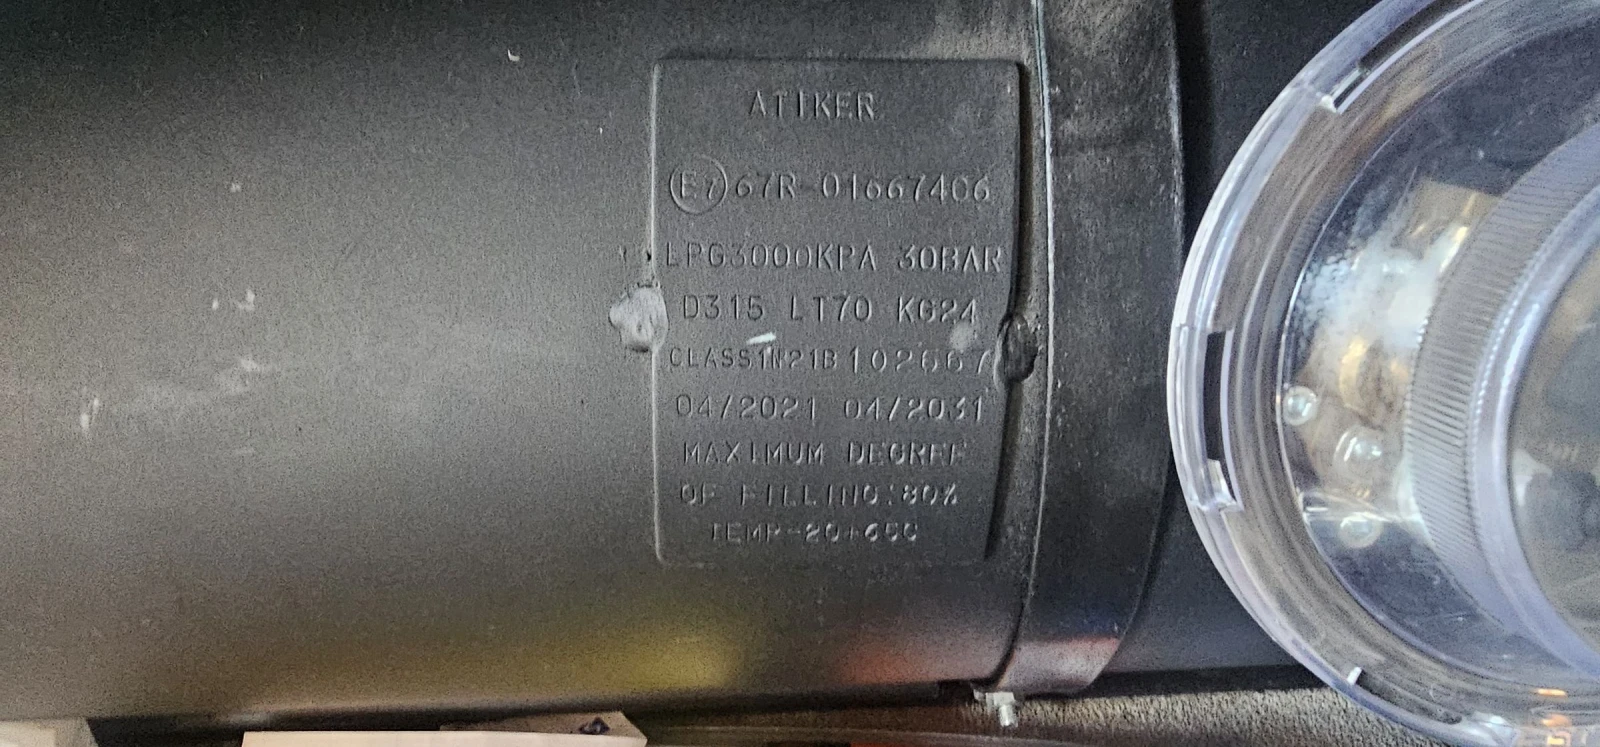 ATIKER
E7 67R-01667406
LPG3000KPA 30BAR
D315 LT70 KG24
CLASS1N21B 102667
04/2021 04/2031
MAXIMUM DEGREE
OF FILLING:80%
TEMP-20+65C